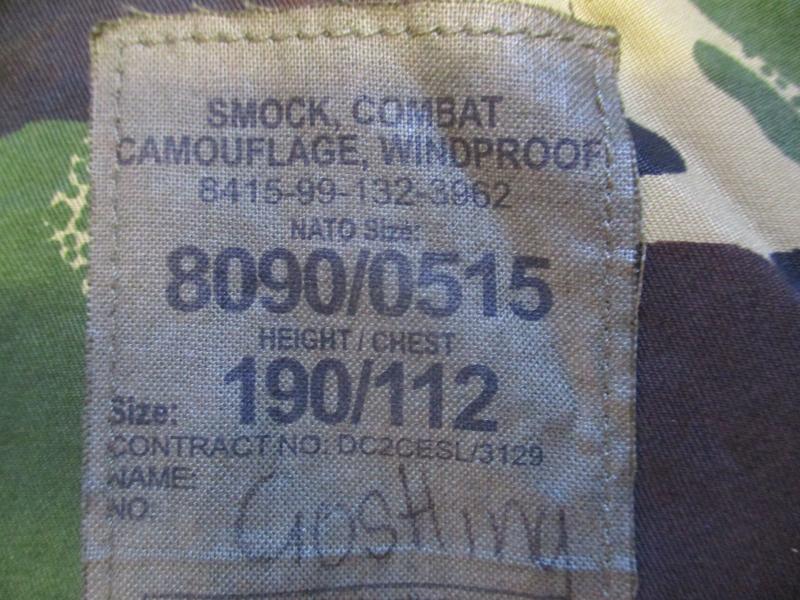 SMOCK, COMBAT
CAMOUFLAGE, WINDPROOF
8415-99-132-3962
NATO Size:
8090/0515
HEIGHT / CHEST
Size: 190/112
CONTRACT NO. DC2CESL/3129
NAME:
NO.
GOSHing